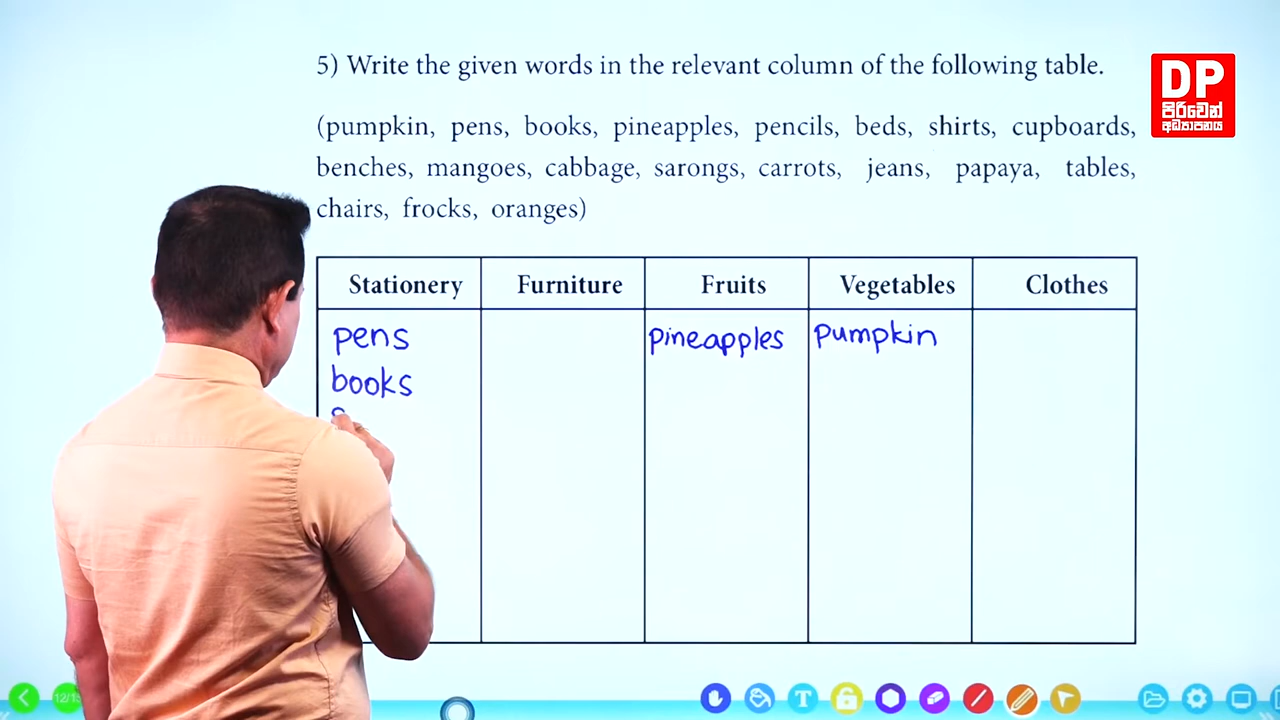 5) Write the given words in the relevant column of the following table.
DP
පිරිවෙන්
අධ්‍යාපනය
(pumpkin, pens, books, pineapples, pencils, beds, shirts, cupboards,
benches, mangoes, cabbage, sarongs, carrots, jeans, papaya, tables,
chairs, frocks, oranges)
Stationery Furniture Fruits Vegetables Clothes
pens pineapples pumpkin
books